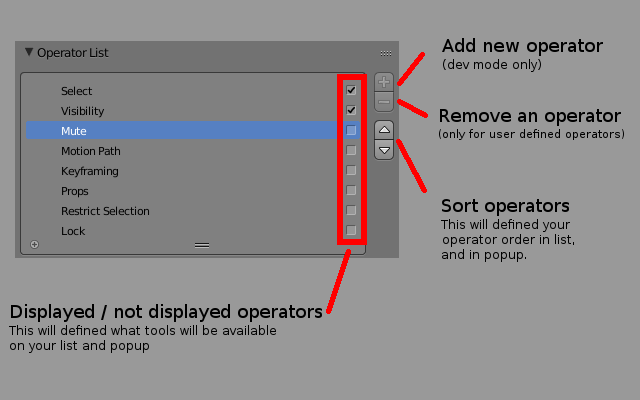 Operator List
Select
Visibility
Mute
Motion Path
Keyframing
Props
Restrict Selection
Lock
Add new operator
(dev mode only)
Remove an operator
(only for user defined operators)
Sort operators
This will defined your
operator order in list,
and in popup.
Displayed / not displayed operators
This will defined what tools will be available
on your list and popup